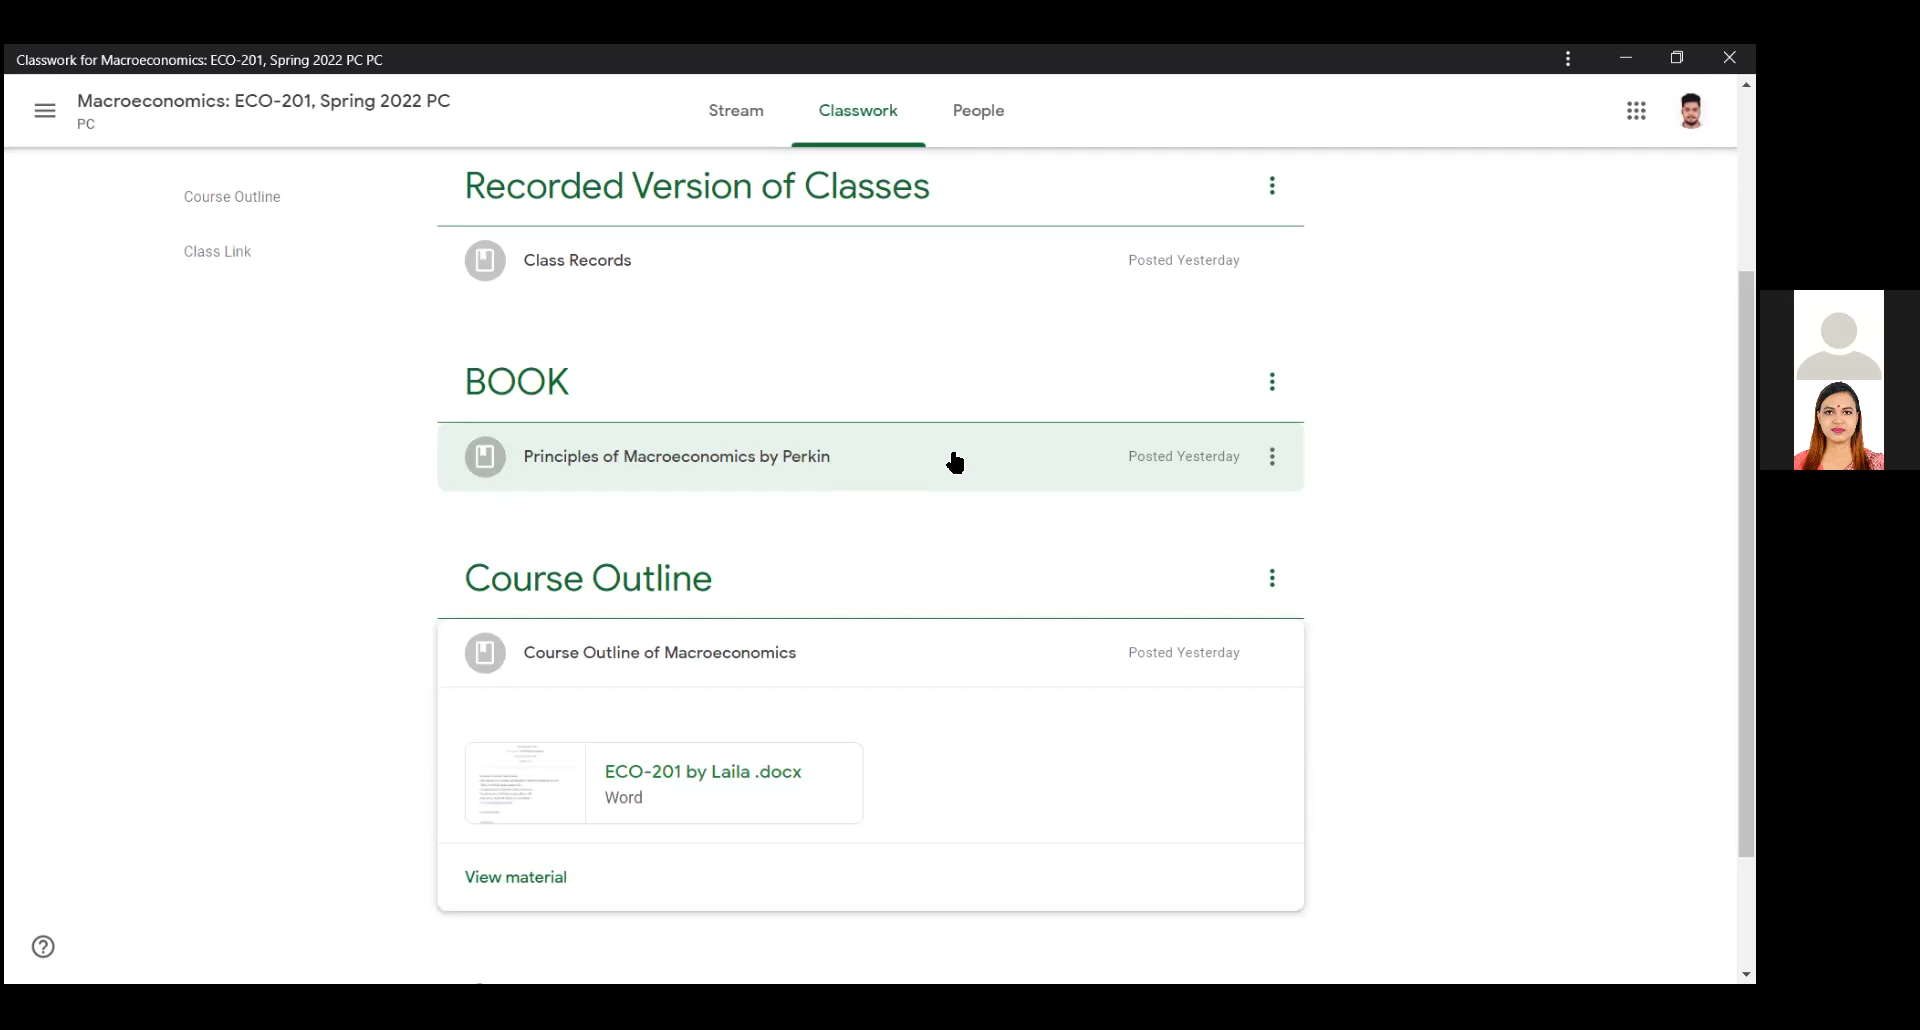 Classwork for Macroeconomics: ECO-201, Spring 2022 PC PC
Macroeconomics: ECO-201, Spring 2022 PC
PC
Stream
Classwork
People
Course Outline
Class Link
Recorded Version of Classes
Class Records
Posted Yesterday
BOOK
Principles of Macroeconomics by Perkin
Posted Yesterday
Course Outline
Course Outline of Macroeconomics
Posted Yesterday
ECO-201 by Laila .docx
Word
View material